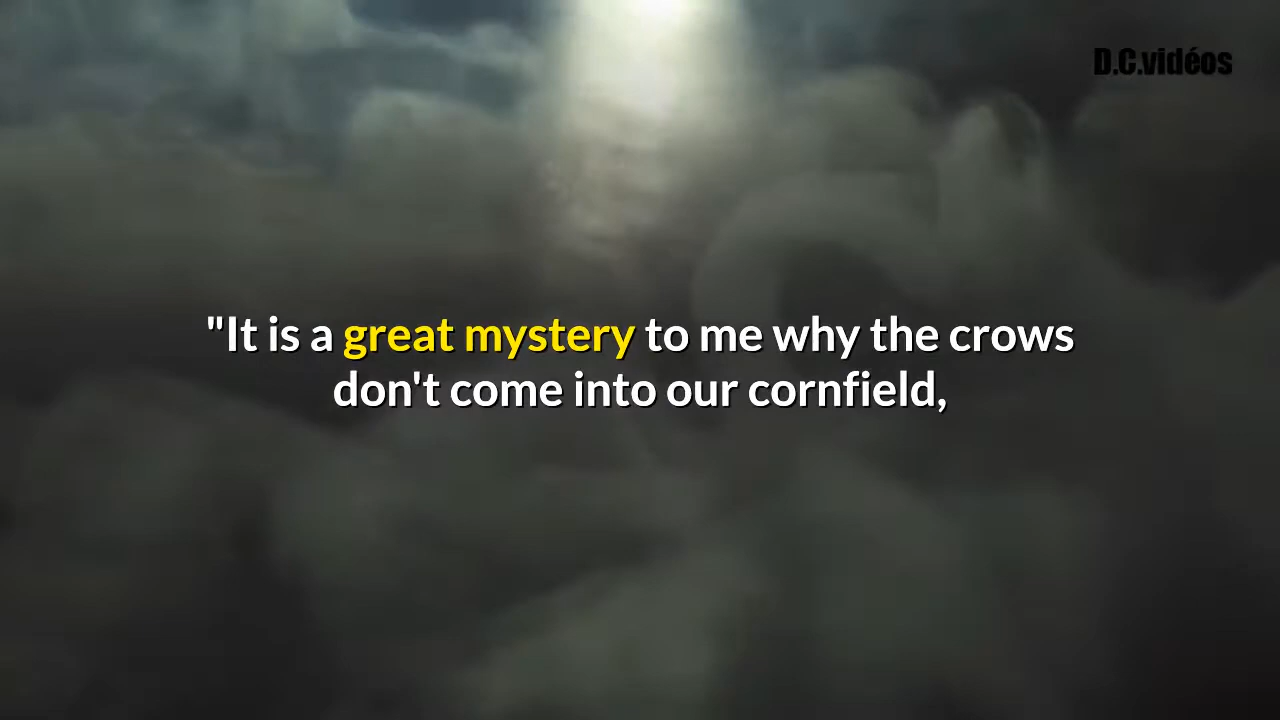 D.C.vidéos
"It is a great mystery to me why the crows
don't come into our cornfield,